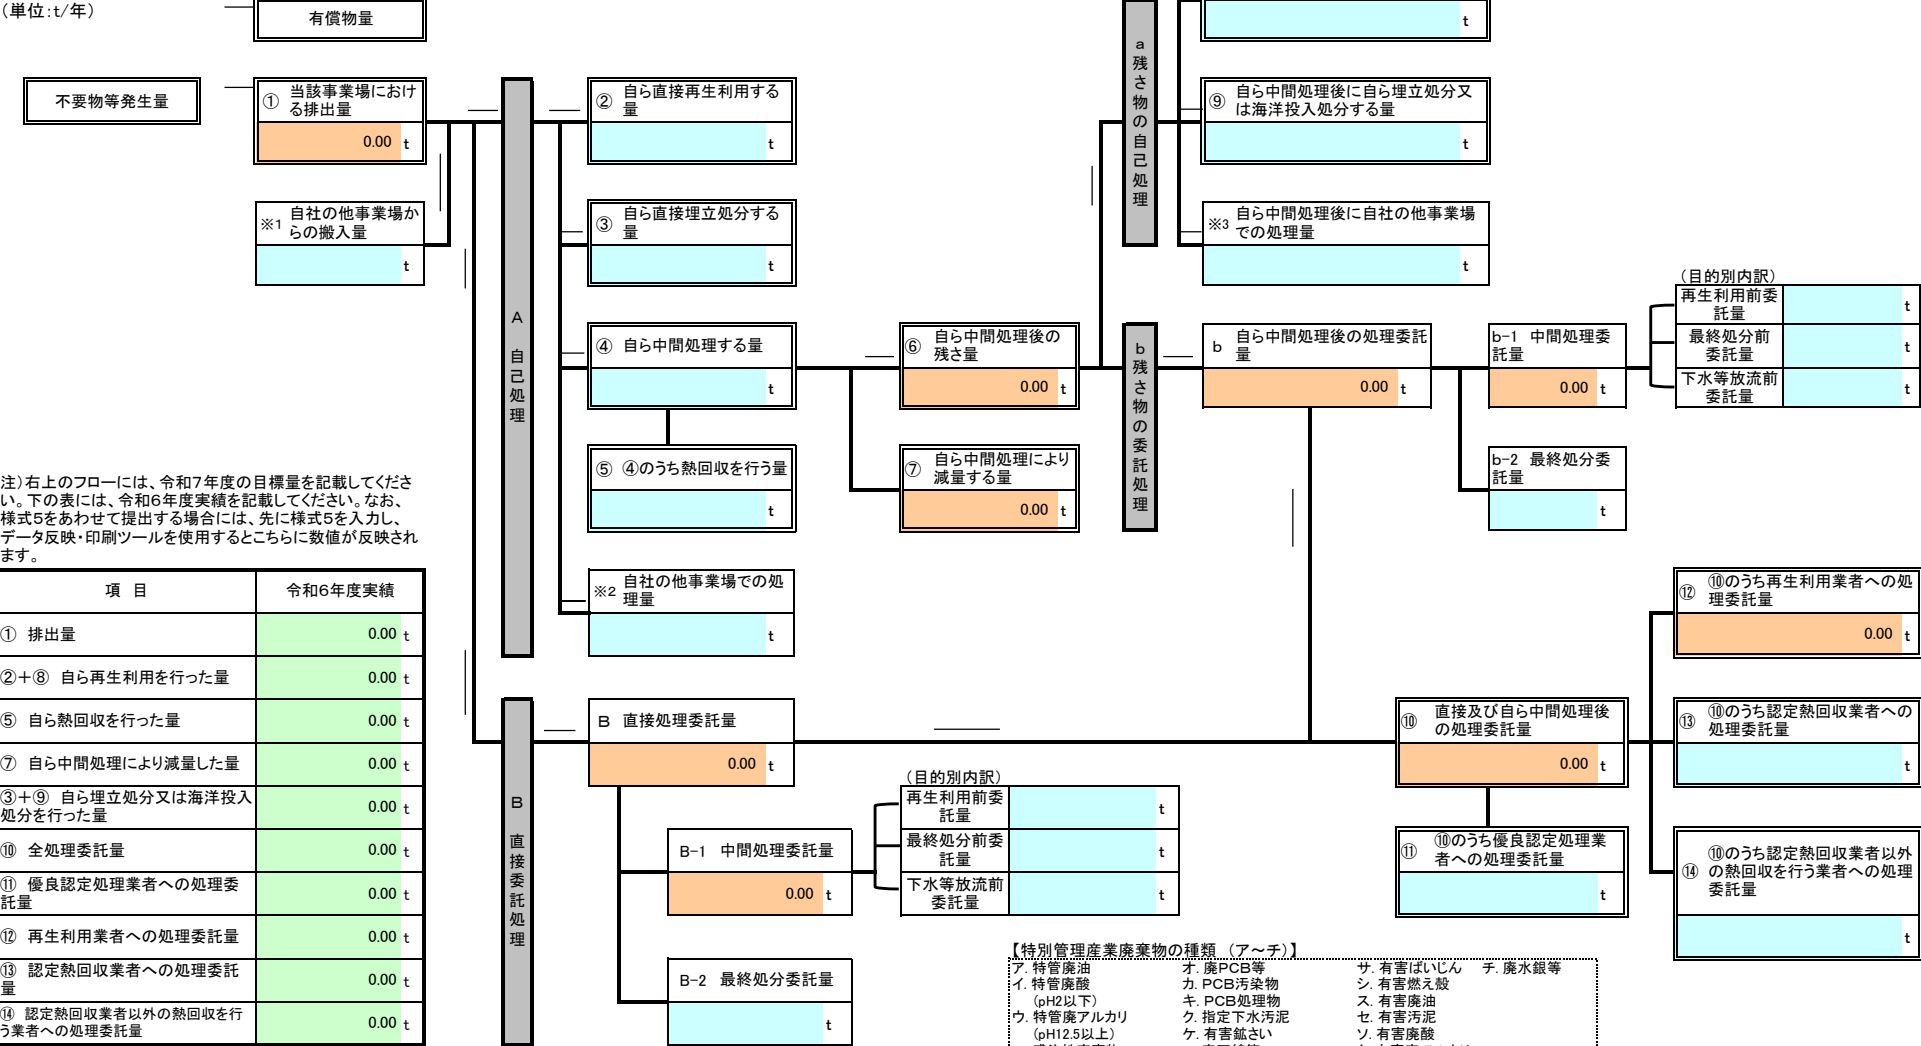 (単位:t/年)
有償物量
t
不要物等発生量
① 当該事業場におけ
る排出量
0.00 t
※1 自社の他事業場か
らの搬入量
t
A 自己処理
② 自ら直接再生利用する
量
t
③ 自ら直接埋立処分する
量
t
④ 自ら中間処理する量
t
⑤ ④のうち熱回収を行う量
t
※2 自社の他事業場での処
理量
t
⑥ 自ら中間処理後の
残さ量
0.00 t
⑦ 自ら中間処理により
減量する量
0.00 t
a 残さ物の自己処理
⑨ 自ら中間処理後に自ら埋立処分又
は海洋投入処分する量
t
※3 自ら中間処理後に自社の他事業場
での処理量
t
b 残さ物の委託処理
b 自ら中間処理後の処理委託
量
0.00 t
b-1 中間処理委
託量
0.00 t
b-2 最終処分委
託量
t
(目的別内訳)
再生利用前委
託量
t
最終処分前
委託量
t
下水等放流前
委託量
t
注)右上のフローには、令和7年度の目標量を記載してくださ
い。下の表には、令和6年度実績を記載してください。なお、
様式5をあわせて提出する場合には、先に様式5を入力し、
データ反映・印刷ツールを使用するとこちらに数値が反映され
ます。
項 目 令和6年度実績
① 排出量 0.00 t
②+⑧ 自ら再生利用を行った量 0.00 t
⑤ 自ら熱回収を行った量 0.00 t
⑦ 自ら中間処理により減量した量 0.00 t
③+⑨ 自ら埋立処分又は海洋投入
処分を行った量 0.00 t
⑩ 全処理委託量 0.00 t
⑪ 優良認定処理業者への処理委
託量 0.00 t
⑫ 再生利用業者への処理委託量 0.00 t
⑬ 認定熱回収業者への処理委託
量 0.00 t
⑭ 認定熱回収業者以外の熱回収を行
う業者への処理委託量 0.00 t
B 直接委託処理
B 直接処理委託量
0.00 t
B-1 中間処理委託量
0.00 t
B-2 最終処分委託量
t
(目的別内訳)
再生利用前委
託量
t
最終処分前委
託量
t
下水等放流前
委託量
t
⑩ 直接及び自ら中間処理後
の処理委託量
0.00 t
⑪ ⑩のうち優良認定処理業
者への処理委託量
t
⑫ ⑩のうち再生利用業者への処
理委託量
0.00 t
⑬ ⑩のうち認定熱回収業者への
処理委託量
t
⑭ ⑩のうち認定熱回収業者以外
の熱回収を行う業者への処理
委託量
t
【特別管理産業廃棄物の種類 (ア~チ)】
ア. 特管廃油 オ. 廃PCB等 サ. 有害ばいじん チ. 廃水銀等
イ. 特管廃酸 カ. PCB汚染物 シ. 有害燃え殻
(pH2以下) キ. PCB処理物 ス. 有害廃油
ウ. 特管廃アルカリ ク. 指定下水汚泥 セ. 有害汚泥
(pH12.5以上) ケ. 有害鉱さい ソ. 有害廃酸